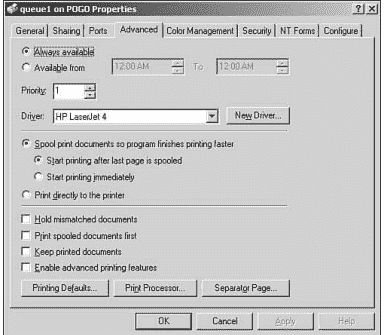 queue1 on POGO Properties ? X
General Sharing Ports Advanced Color Management Security NT Forms Configure
Always available
Available from 12:00 AM To 12:00 AM
Priority: 1
Driver: HP LaserJet 4 New Driver...
Spool print documents so program finishes printing faster
Start printing after last page is spooled
Start printing immediately
Print directly to the printer
Hold mismatched documents
Print spooled documents first
Keep printed documents
Enable advanced printing features
Printing Defaults... Print Processor... Separator Page...
OK Cancel Apply Help